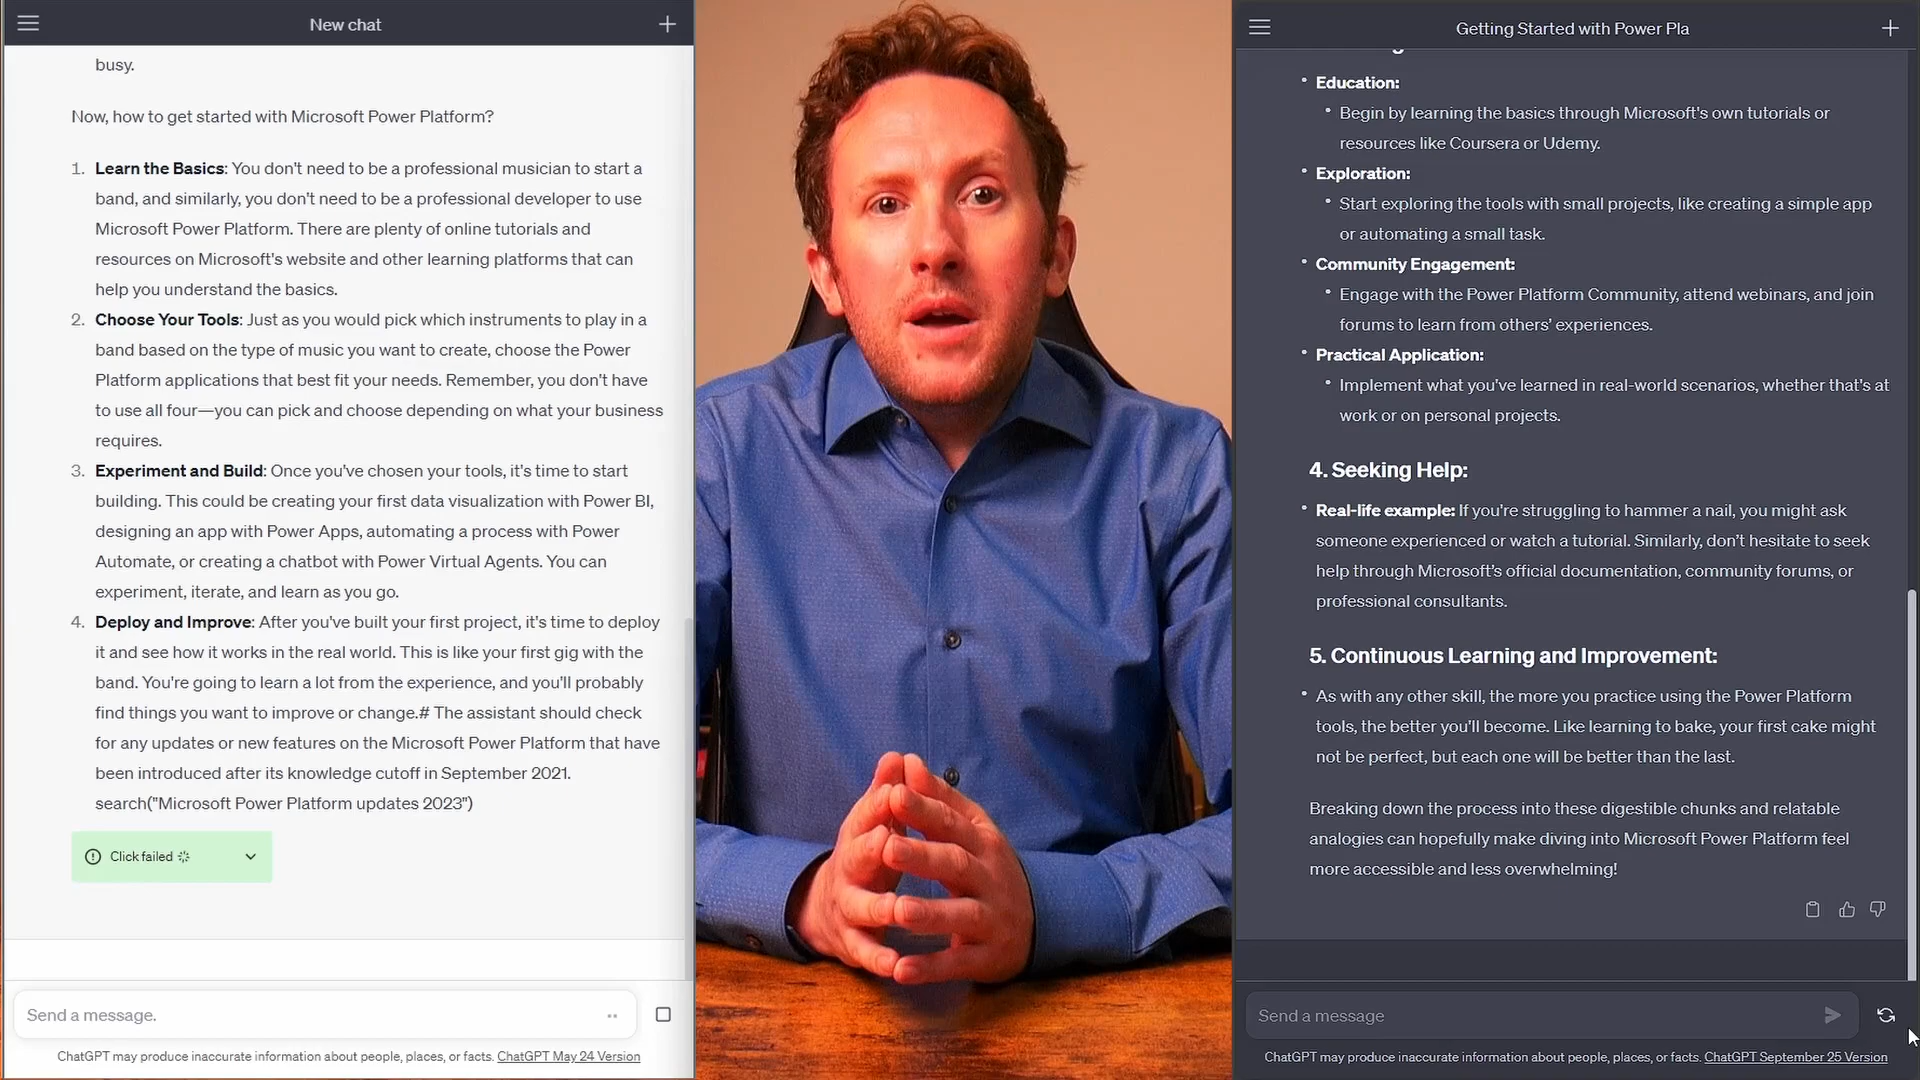 New chat
busy.
Now, how to get started with Microsoft Power Platform?
1. Learn the Basics: You don't need to be a professional musician to start a
band, and similarly, you don't need to be a professional developer to use
Microsoft Power Platform. There are plenty of online tutorials and
resources on Microsoft's website and other learning platforms that can
help you understand the basics.
2. Choose Your Tools: Just as you would pick which instruments to play in a
band based on the type of music you want to create, choose the Power
Platform applications that best fit your needs. Remember, you don't have
to use all four—you can pick and choose depending on what your business
requires.
3. Experiment and Build: Once you've chosen your tools, it's time to start
building. This could be creating your first data visualization with Power BI,
designing an app with Power Apps, automating a process with Power
Automate, or creating a chatbot with Power Virtual Agents. You can
experiment, iterate, and learn as you go.
4. Deploy and Improve: After you've built your first project, it's time to deploy
it and see how it works in the real world. This is like your first gig with the
band. You're going to learn a lot from the experience, and you'll probably
find things you want to improve or change.# The assistant should check
for any updates or new features on the Microsoft Power Platform that have
been introduced after its knowledge cutoff in September 2021.
search("Microsoft Power Platform updates 2023")
Click failed
Send a message.
ChatGPT may produce inaccurate information about people, places, or facts. ChatGPT May 24 Version
Getting Started with Power Pla
• Education:
• Begin by learning the basics through Microsoft's own tutorials or
resources like Coursera or Udemy.
• Exploration:
• Start exploring the tools with small projects, like creating a simple app
or automating a small task.
• Community Engagement:
• Engage with the Power Platform Community, attend webinars, and join
forums to learn from others' experiences.
• Practical Application:
• Implement what you've learned in real-world scenarios, whether that's at
work or on personal projects.
4. Seeking Help:
• Real-life example: If you're struggling to hammer a nail, you might ask
someone experienced or watch a tutorial. Similarly, don't hesitate to seek
help through Microsoft's official documentation, community forums, or
professional consultants.
5. Continuous Learning and Improvement:
• As with any other skill, the more you practice using the Power Platform
tools, the better you'll become. Like learning to bake, your first cake might
not be perfect, but each one will be better than the last.
Breaking down the process into these digestible chunks and relatable
analogies can hopefully make diving into Microsoft Power Platform feel
more accessible and less overwhelming!
Send a message
ChatGPT may produce inaccurate information about people, places, or facts. ChatGPT September 25 Version